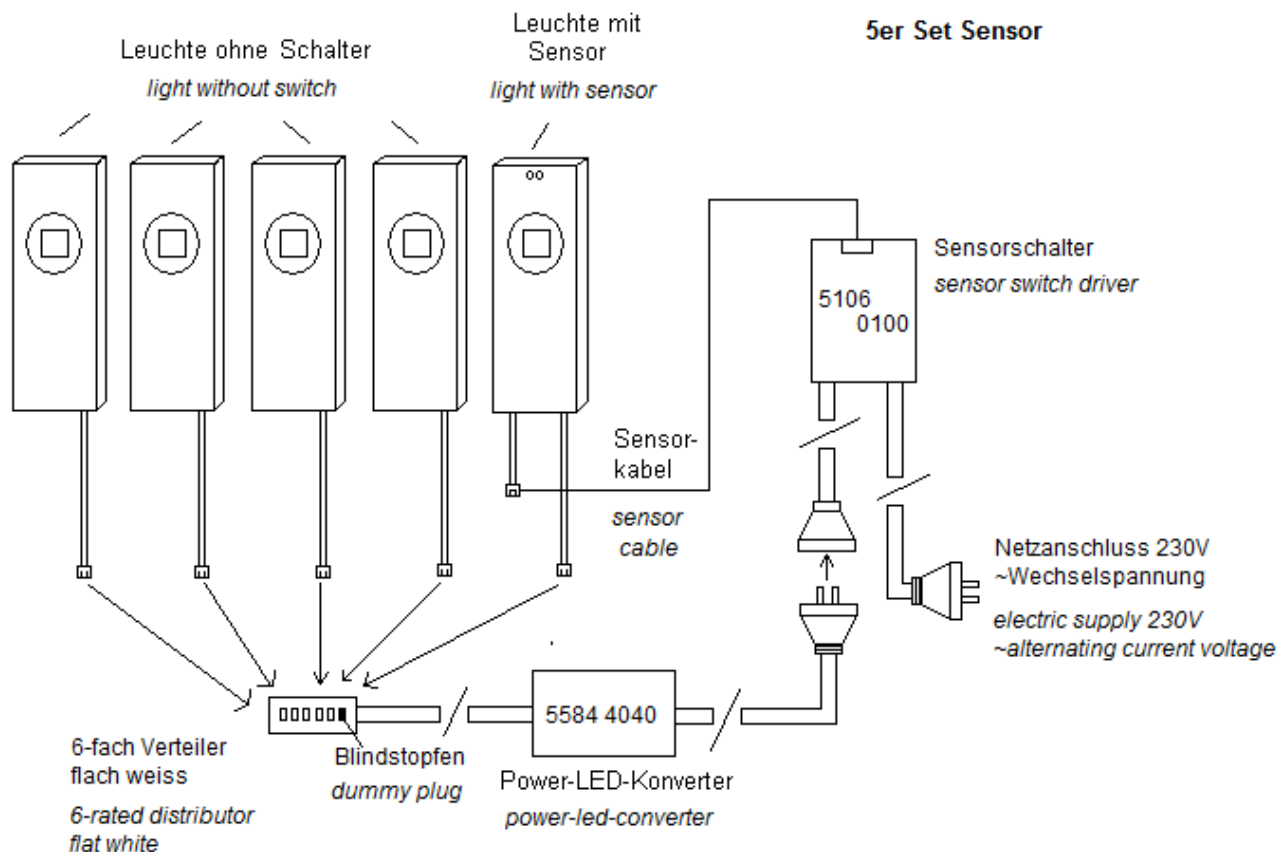 5er Set Sensor
Leuchte ohne Schalter
light without switch
Leuchte mit
Sensor
light with sensor
Sensorschalter
sensor switch driver
5106
0100
Sensor-
kabel
sensor
cable
Netzanschluss 230V
~Wechselspannung
electric supply 230V
~alternating current voltage
6-fach Verteiler
flach weiss
6-rated distributor
flat white
Blindstopfen
dummy plug
5584 4040
Power-LED-Konverter
power-led-converter